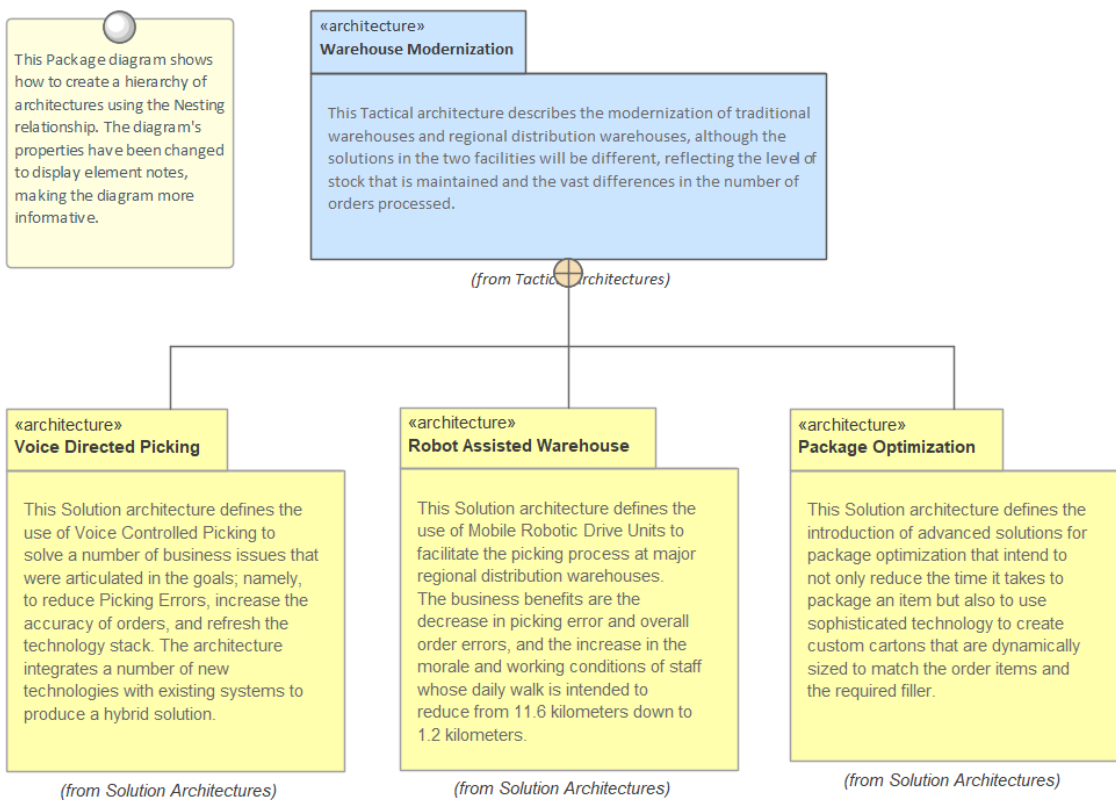 This Package diagram shows
how to create a hierarchy of
architectures using the Nesting
relationship. The diagram's
properties have been changed
to display element notes,
making the diagram more
informative.
«architecture»
Warehouse Modernization
This Tactical architecture describes the modernization of traditional
warehouses and regional distribution warehouses, although the
solutions in the two facilities will be different, reflecting the level of
stock that is maintained and the vast differences in the number of
orders processed.
(from Tactical Architectures)
«architecture»
Voice Directed Picking
This Solution architecture defines the
use of Voice Controlled Picking to
solve a number of business issues that
were articulated in the goals; namely,
to reduce Picking Errors, increase the
accuracy of orders, and refresh the
technology stack. The architecture
integrates a number of new
technologies with existing systems to
produce a hybrid solution.
(from Solution Architectures)
«architecture»
Robot Assisted Warehouse
This Solution architecture defines the
use of Mobile Robotic Drive Units to
facilitate the picking process at major
regional distribution warehouses.
The business benefits are the
decrease in picking error and overall
order errors, and the increase in the
morale and working conditions of staff
whose daily walk is intended to
reduce from 11.6 kilometers down to
1.2 kilometers.
(from Solution Architectures)
«architecture»
Package Optimization
This Solution architecture defines the
introduction of advanced solutions for
package optimization that intend to
not only reduce the time it takes to
package an item but also to use
sophisticated technology to create
custom cartons that are dynamically
sized to match the order items and
the required filler.
(from Solution Architectures)